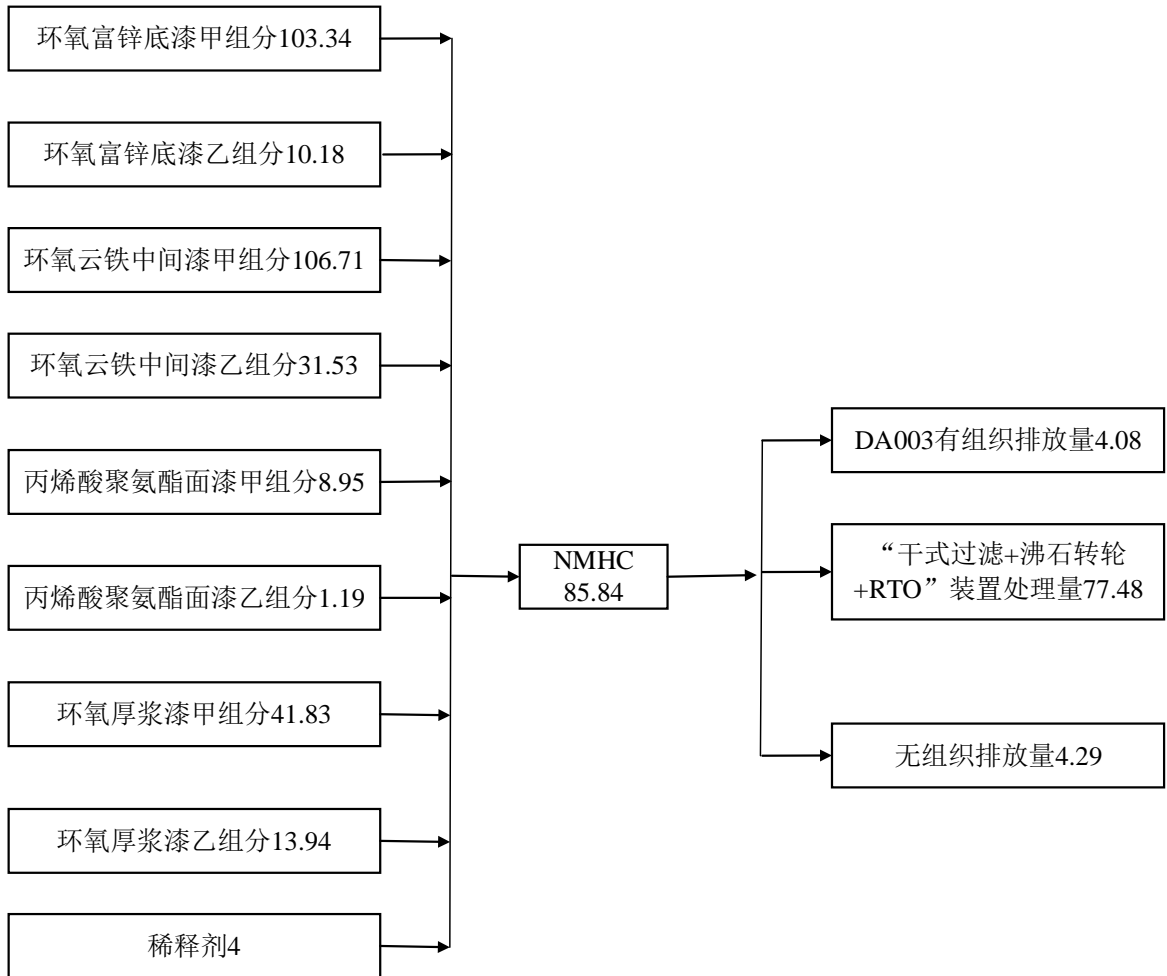 环氧富锌底漆甲组分103.34
环氧富锌底漆乙组分10.18
环氧云铁中间漆甲组分106.71
环氧云铁中间漆乙组分31.53
丙烯酸聚氨酯面漆甲组分8.95
丙烯酸聚氨酯面漆乙组分1.19
环氧厚浆漆甲组分41.83
环氧厚浆漆乙组分13.94
稀释剂4
NMHC
85.84
DA003有组织排放量4.08
“干式过滤+沸石转轮
+RTO”装置处理量77.48
无组织排放量4.29